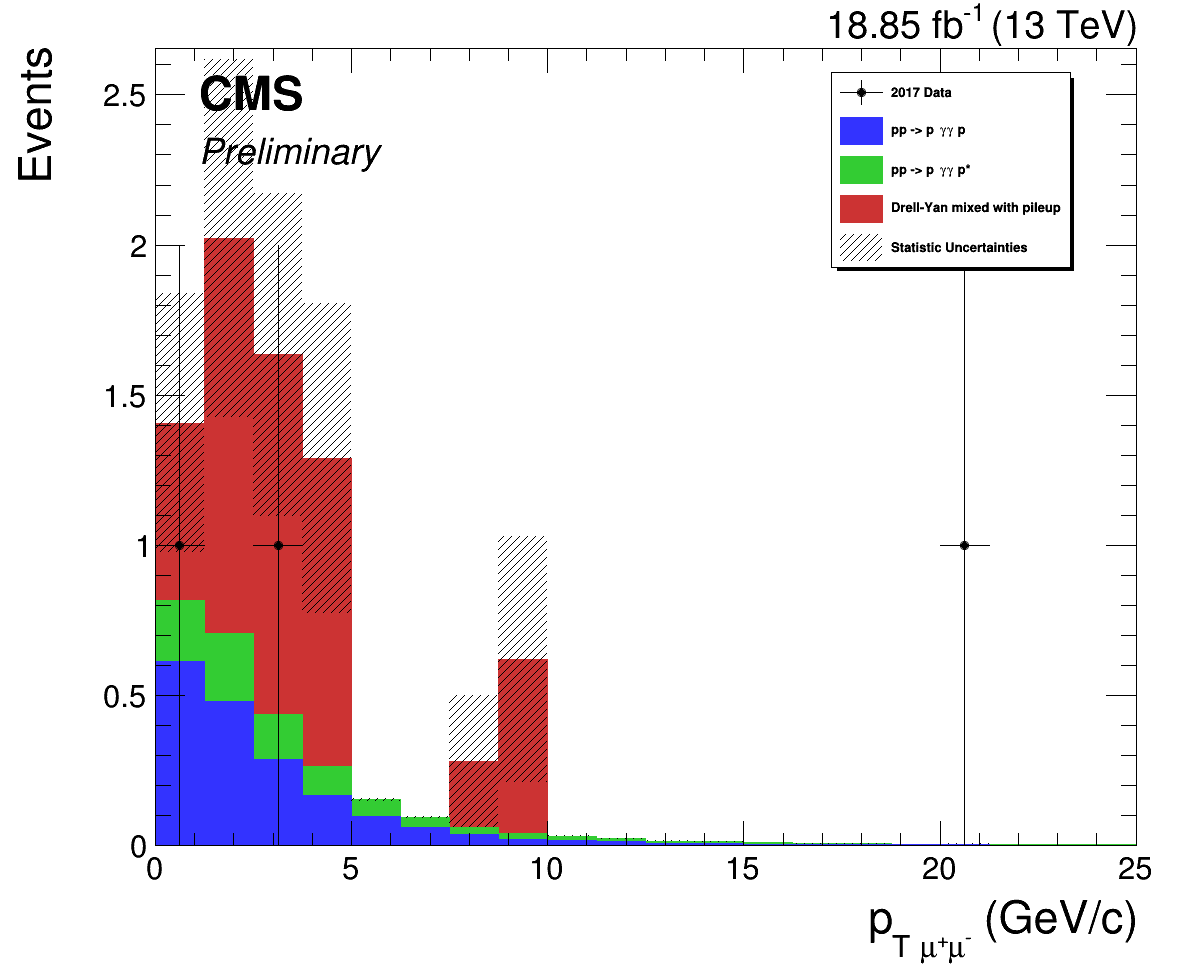 18.85 fb-1 (13 TeV)
Events
CMS
Preliminary
2017 Data
pp -> p γγ p
pp -> p γγ p*
Drell-Yan mixed with pileup
Statistic Uncertainties
2.5
2
1.5
1
0.5
0
0 5 10 15 20 25
pT μ+μ- (GeV/c)